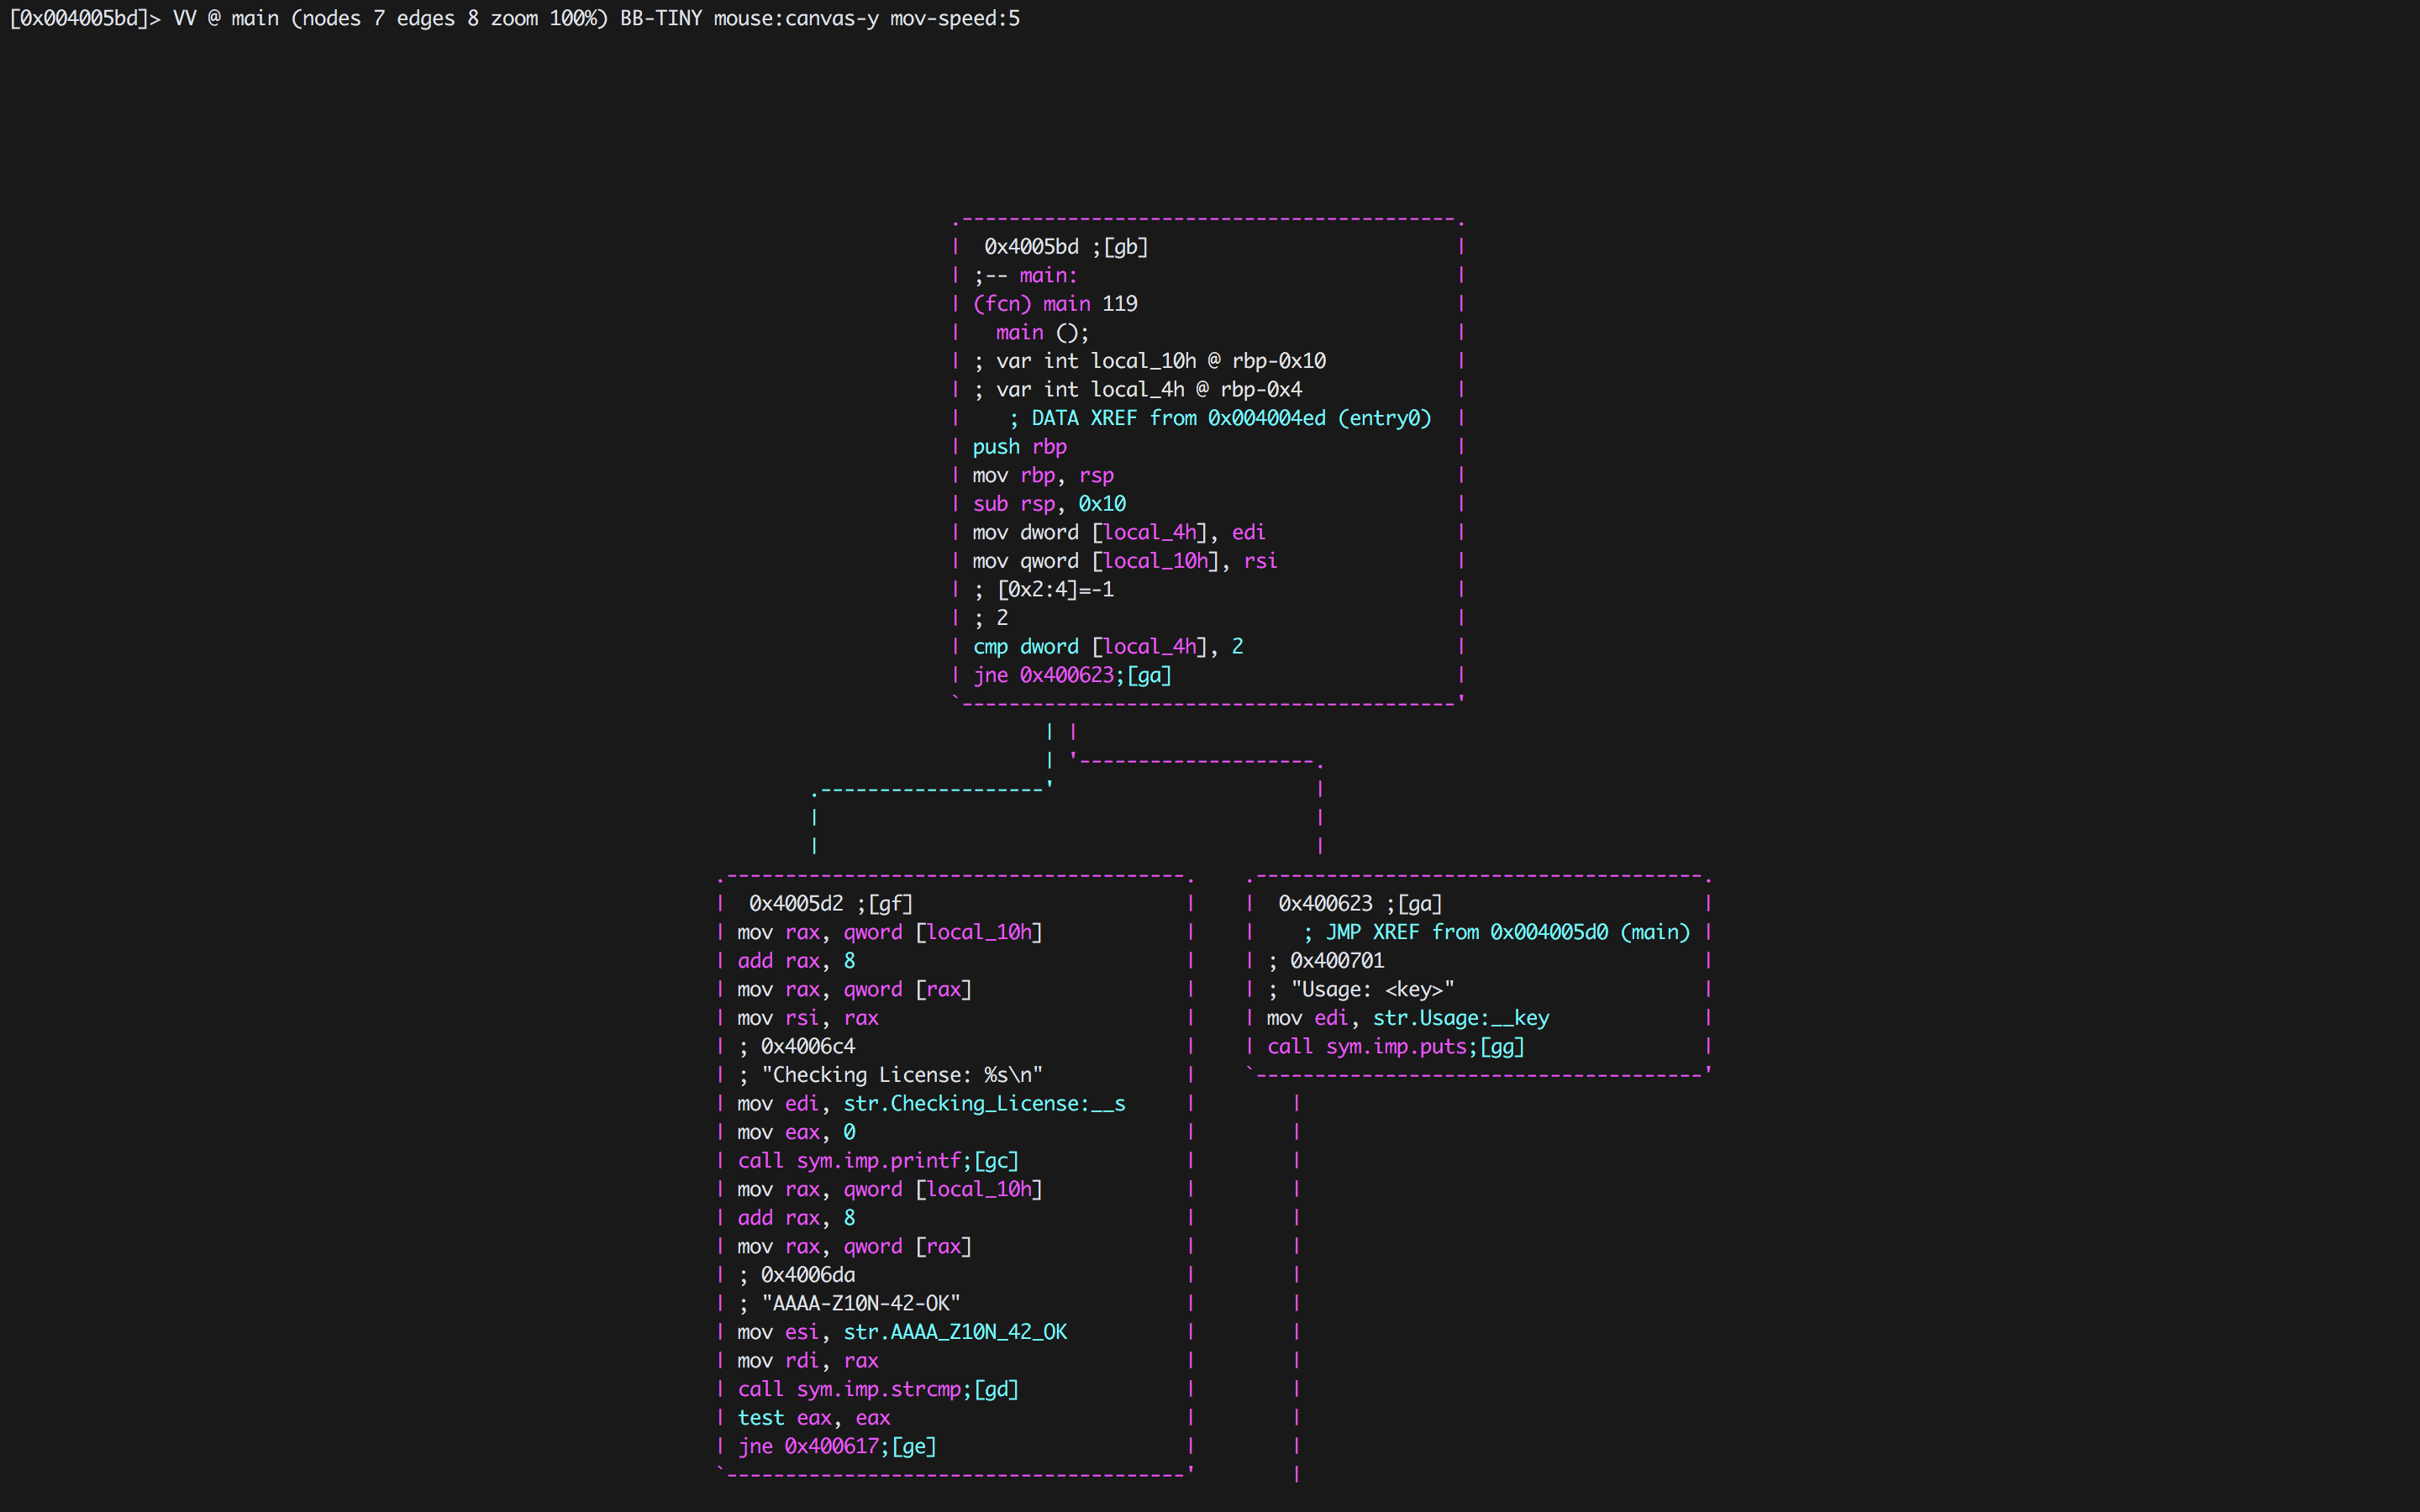 [0x004005bd]> VV @ main (nodes 7 edges 8 zoom 100%) BB-TINY mouse:canvas-y mov-speed:5
0x4005bd ;[gb]
;-- main:
(fcn) main 119
main ();
; var int local_10h @ rbp-0x10
; var int local_4h @ rbp-0x4
; DATA XREF from 0x004004ed (entry0)
push rbp
mov rbp, rsp
sub rsp, 0x10
mov dword [local_4h], edi
mov qword [local_10h], rsi
; [0x2:4]=-1
; 2
cmp dword [local_4h], 2
jne 0x400623;[ga]
0x4005d2 ;[gf]
mov rax, qword [local_10h]
add rax, 8
mov rax, qword [rax]
mov rsi, rax
; 0x4006c4
; "Checking License: %s\n"
mov edi, str.Checking_License:__s
mov eax, 0
call sym.imp.printf;[gc]
mov rax, qword [local_10h]
add rax, 8
mov rax, qword [rax]
; 0x4006da
; "AAAA-Z10N-42-OK"
mov esi, str.AAAA_Z10N_42_OK
mov rdi, rax
call sym.imp.strcmp;[gd]
test eax, eax
jne 0x400617;[ge]
0x400623 ;[ga]
; JMP XREF from 0x004005d0 (main)
; 0x400701
; "Usage: <key>"
mov edi, str.Usage:__key
call sym.imp.puts;[gg]